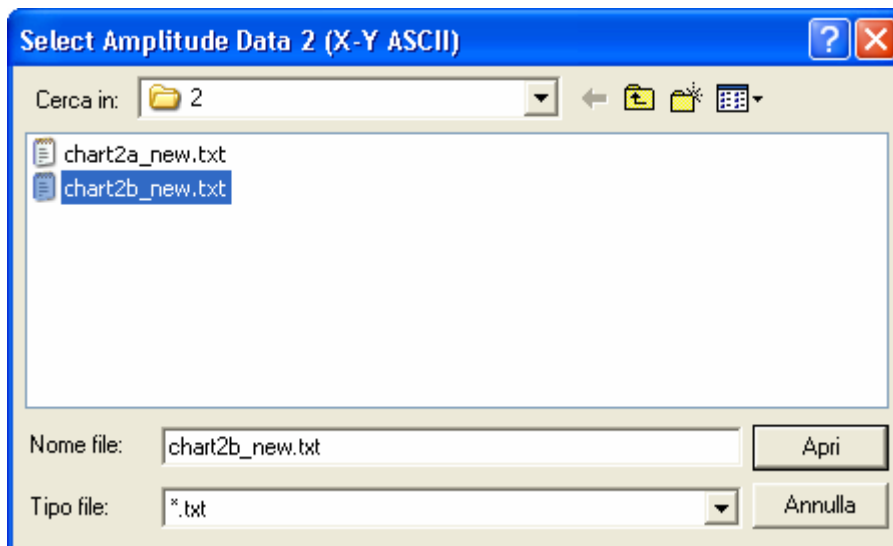 Select Amplitude Data 2 (X-Y ASCII)
Cerca in: 2
chart2a_new.txt
chart2b_new.txt
Nome file: chart2b_new.txt Apri
Tipo file: *.txt Annulla